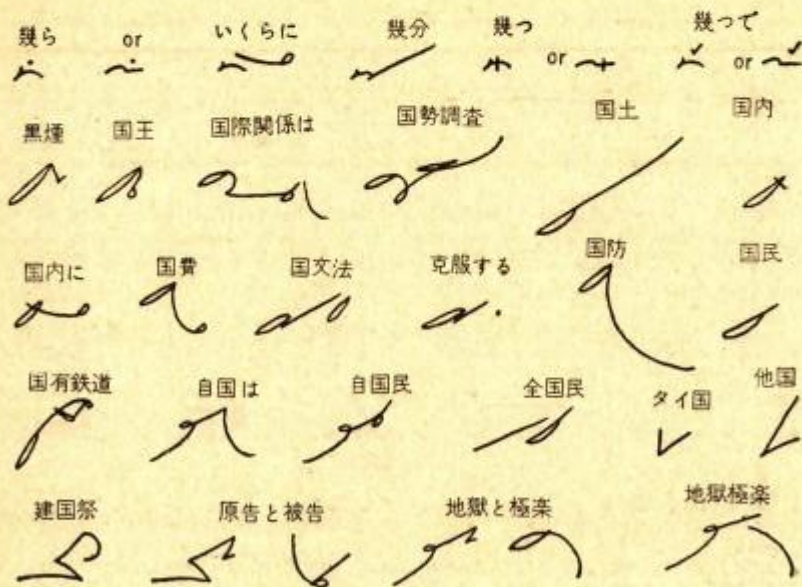 幾ら or いくらに 幾分 幾つ or 幾つで or
黒煙 国王 国際関係は 国勢調査 国土 国内
国内に 国費 国文法 克服する 国防 国民
国有鉄道 自国は 自国民 全国民 タイ国 他国
建国祭 原告と被告 地獄と極楽 地獄極楽